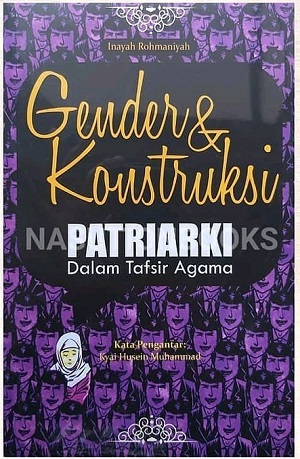 Inayah Rohmaniyah
Gender &
Konstruksi
PATRIARKI
Dalam Tafsir Agama
Kata Pengantar:
Kyai Husein Muhammad